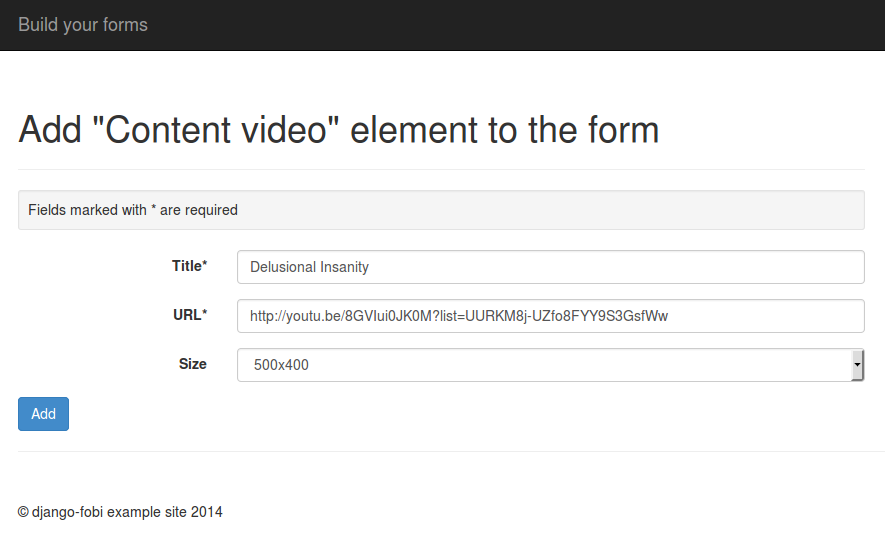 Build your forms
Add "Content video" element to the form
Fields marked with * are required
Title*
Delusional Insanity
URL*
http://youtu.be/8GVIui0JK0M?list=UURKM8j-UZfo8FYY9S3GsfWw
Size
500x400
Add
© django-fobi example site 2014